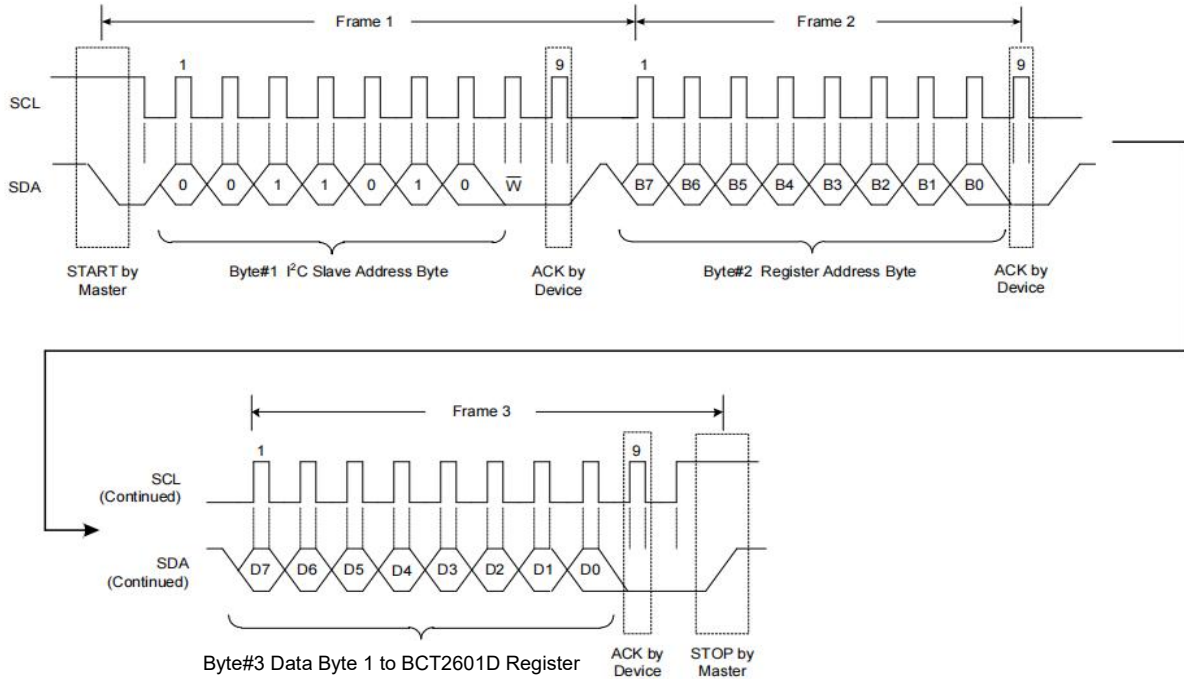 Frame 1 Frame 2
1 9 1 9
SCL
SDA 0 0 1 1 0 1 0 W̅ B7 B6 B5 B4 B3 B2 B1 B0
START by Master
Byte#1 I²C Slave Address Byte
ACK by Device
Byte#2 Register Address Byte
ACK by Device
Frame 3
1 9
SCL
(Continued)
SDA
(Continued)
D7 D6 D5 D4 D3 D2 D1 D0
Byte#3 Data Byte 1 to BCT2601D Register
ACK by Device
STOP by Master